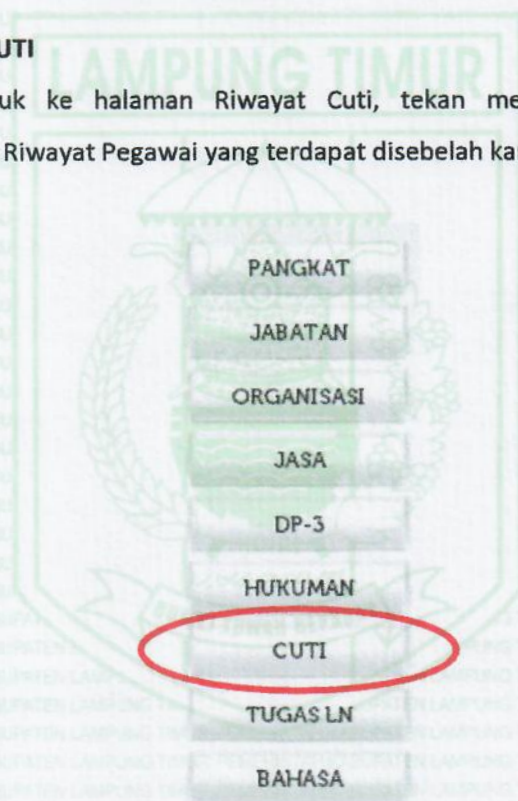 UTI
LAMPUNG TIMUR
uk ke halaman Riwayat Cuti, tekan me
Riwayat Pegawai yang terdapat disebelah ka
PANGKAT
JABATAN
ORGANISASI
JASA
DP-3
HUKUMAN
CUTI
TUGAS LN
BAHASA